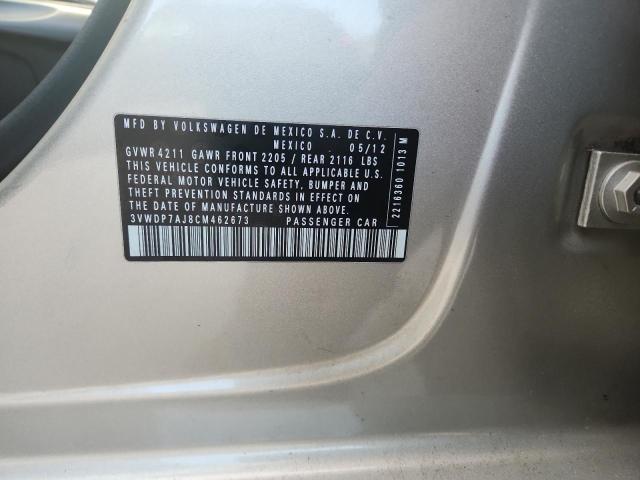 MFD BY VOLKSWAGEN DE MEXICO S.A. DE C.V.
MEXICO 05/12
GVWR 4211 GAWR FRONT 2205 / REAR 2116 LBS
THIS VEHICLE CONFORMS TO ALL APPLICABLE U.S.
FEDERAL MOTOR VEHICLE SAFETY, BUMPER AND
THEFT PREVENTION STANDARDS IN EFFECT ON
THE DATE OF MANUFACTURE SHOWN ABOVE.
3VWDP7AJ8CM462673 PASSENGER CAR
2216360 1013 M